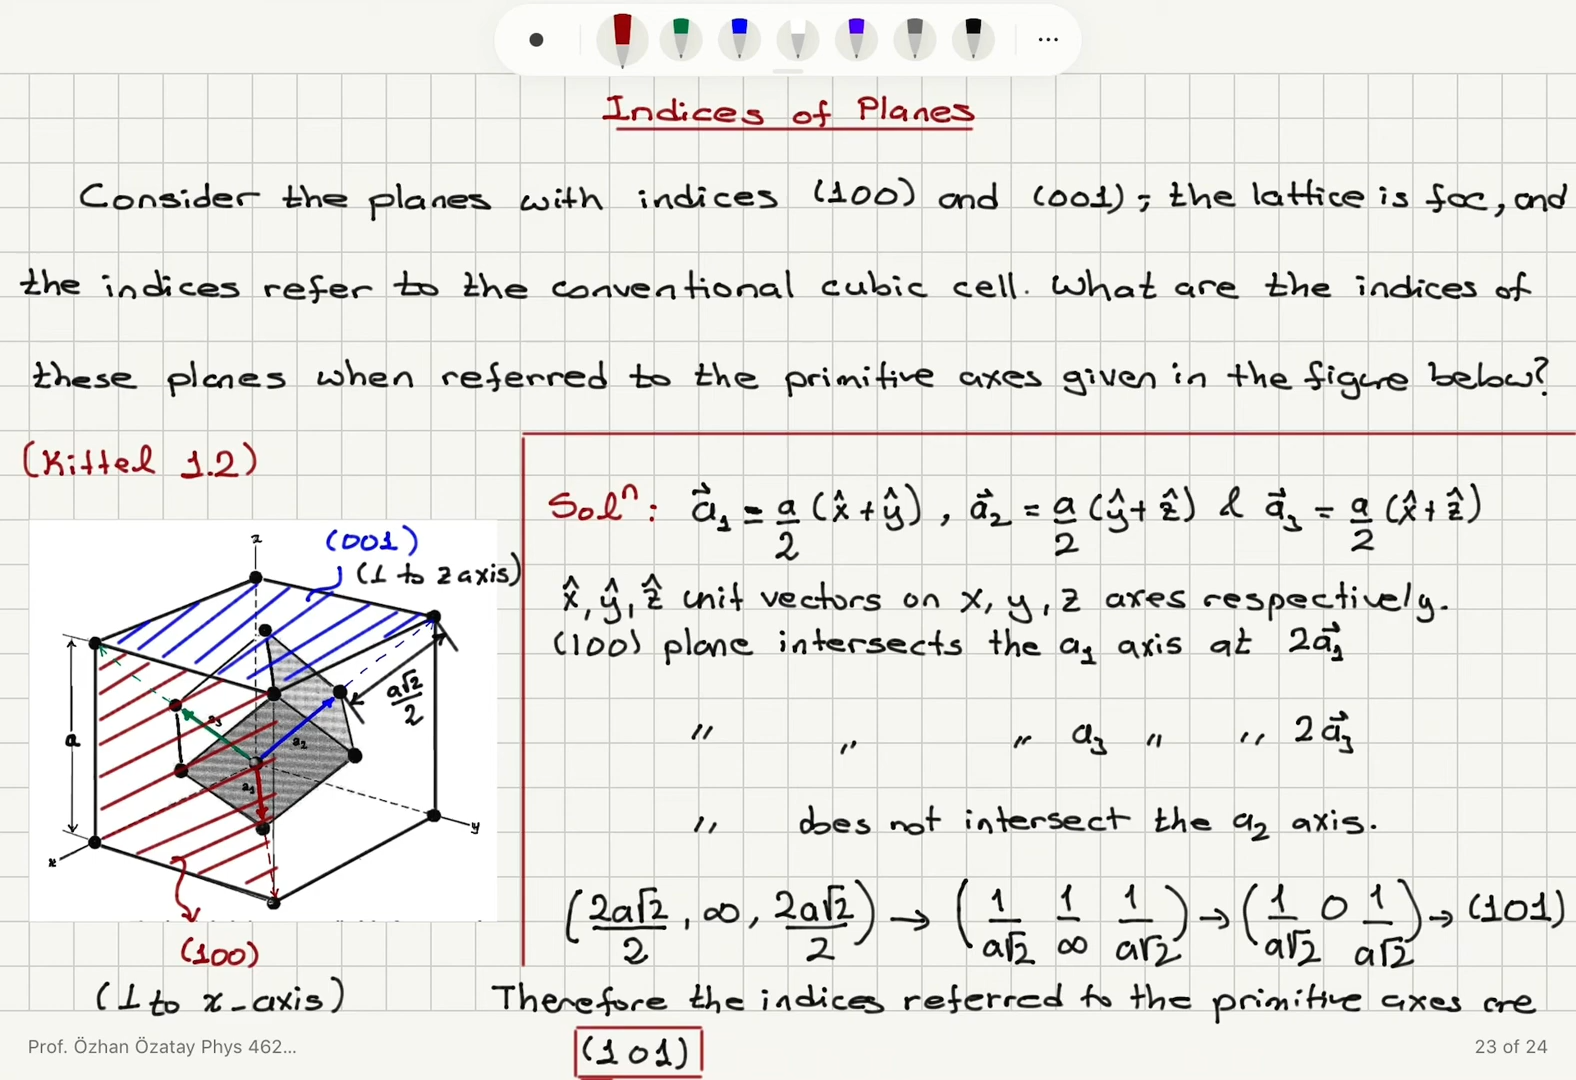 Indices of Planes
Consider the planes with indices (100) and (001); the lattice is fcc, and
the indices refer to the conventional cubic cell. What are the indices of
these planes when referred to the primitive axes given in the figure below?
(Kittel 1.2)
Solⁿ: a⃗₁ = a/2 (x̂+ŷ), a⃗₂ = a/2 (ŷ+ẑ) & a⃗₃ = a/2 (x̂+ẑ)
x̂, ŷ, ẑ unit vectors on x, y, z axes respectively.
(100) plane intersects the a₁ axis at 2a⃗₁
〃 〃 〃 a₃ 〃 〃 2a⃗₃
〃 does not intersect the a₂ axis.
(2a√2/2, ∞, 2a√2/2) → (1/a√2 1/∞ 1/a√2) → (1/a√2 0 1/a√2) → (101)
Therefore the indices referred to the primitive axes are
(101)
z
(001)
(⊥ to z axis)
a√2/2
a
a₃
a₂
a₁
x
y
(100)
(⊥ to x-axis)
Prof. Özhan Özatay Phys 462...
23 of 24